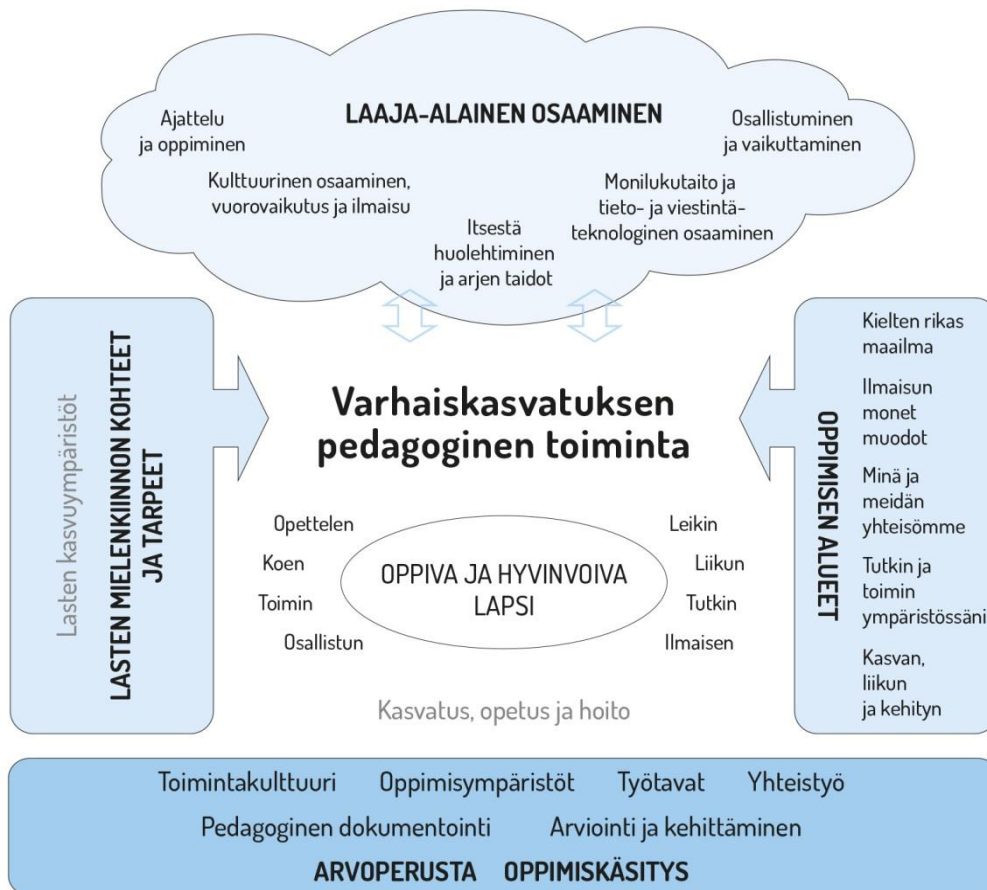 LAAJA-ALAINEN OSAAMINEN
Ajattelu
ja oppiminen
Kulttuurinen osaaminen,
vuorovaikutus ja ilmaisu
Itsestä
huolehtiminen
ja arjen taidot
Monilukutaito ja
tieto- ja viestintä-
teknologinen osaaminen
Osallistuminen
ja vaikuttaminen
Lasten kasvuympäristöt
LASTEN MIELENKIINNON KOHTEET
JA TARPEET
Varhaiskasvatuksen
pedagoginen toiminta
Opettelen
Koen
Toimin
Osallistun
OPPIVA JA HYVINVOIVA
LAPSI
Leikin
Liikun
Tutkin
Ilmaisen
Kasvatus, opetus ja hoito
OPPIMISEN ALUEET
Kielten rikas
maailma
Ilmaisun
monet
muodot
Minä ja
meidän
yhteisömme
Tutkin ja
toimin
ympäristössäni
Kasvan,
liikun
ja kehityn
Toimintakulttuuri Oppimisympäristöt Työtavat Yhteistyö
Pedagoginen dokumentointi Arviointi ja kehittäminen
ARVOPERUSTA OPPIMISKÄSITYS